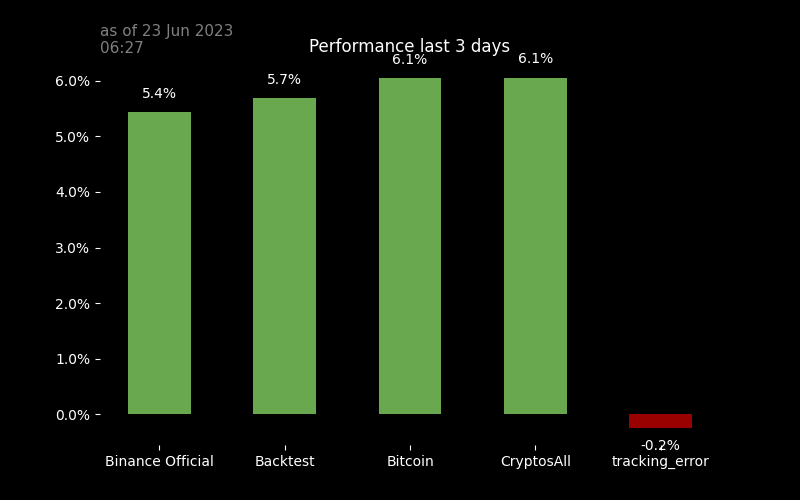 as of 23 Jun 2023
06:27
Performance last 3 days
6.0%
5.0%
4.0%
3.0%
2.0%
1.0%
0.0%
5.4%
5.7%
6.1%
6.1%
-0.2%
Binance Official
Backtest
Bitcoin
CryptosAll
tracking_error